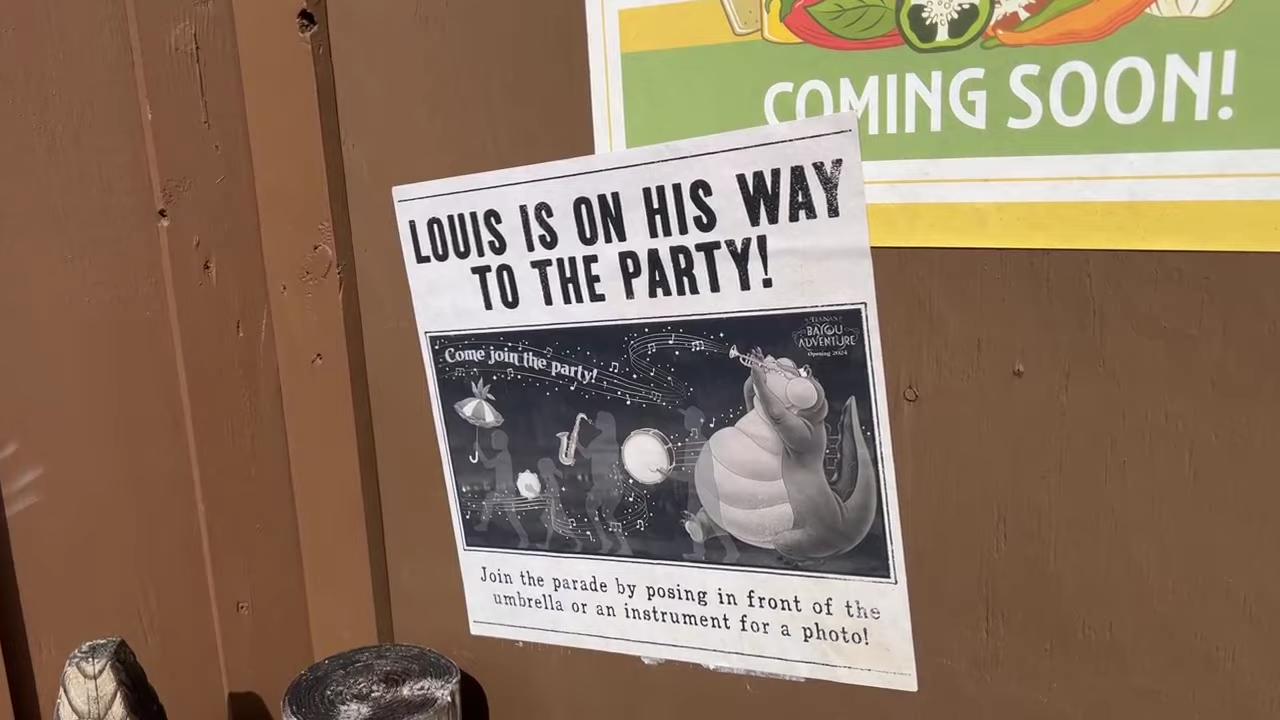 COMING SOON!
LOUIS IS ON HIS WAY
TO THE PARTY!
Come join the party!
TIANA'S
BAYOU
ADVENTURE
Opening 2024
Join the parade by posing in front of the
umbrella or an instrument for a photo!